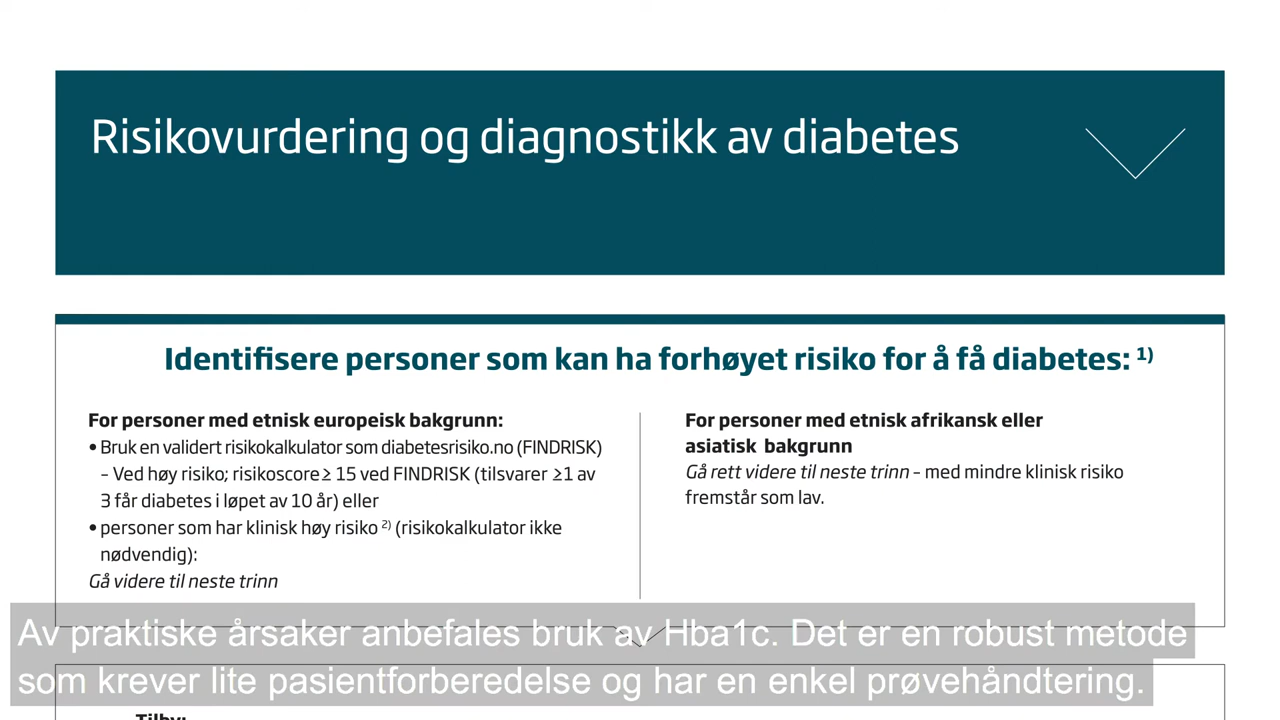 Risikovurdering og diagnostikk av diabetes
Identifisere personer som kan ha forhøyet risiko for å få diabetes: 1)
For personer med etnisk europeisk bakgrunn:
• Bruk en validert risikokalkulator som diabetesrisiko.no (FINDRISK)
– Ved høy risiko; risikoscore ≥ 15 ved FINDRISK (tilsvarer ≥1 av
3 får diabetes i løpet av 10 år) eller
• personer som har klinisk høy risiko 2) (risikokalkulator ikke
nødvendig):
Gå videre til neste trinn
For personer med etnisk afrikansk eller
asiatisk bakgrunn
Gå rett videre til neste trinn – med mindre klinisk risiko
fremstår som lav.
Av praktiske årsaker anbefales bruk av Hba1c. Det er en robust metode
som krever lite pasientforberedelse og har en enkel prøvehåndtering.
Tilby: